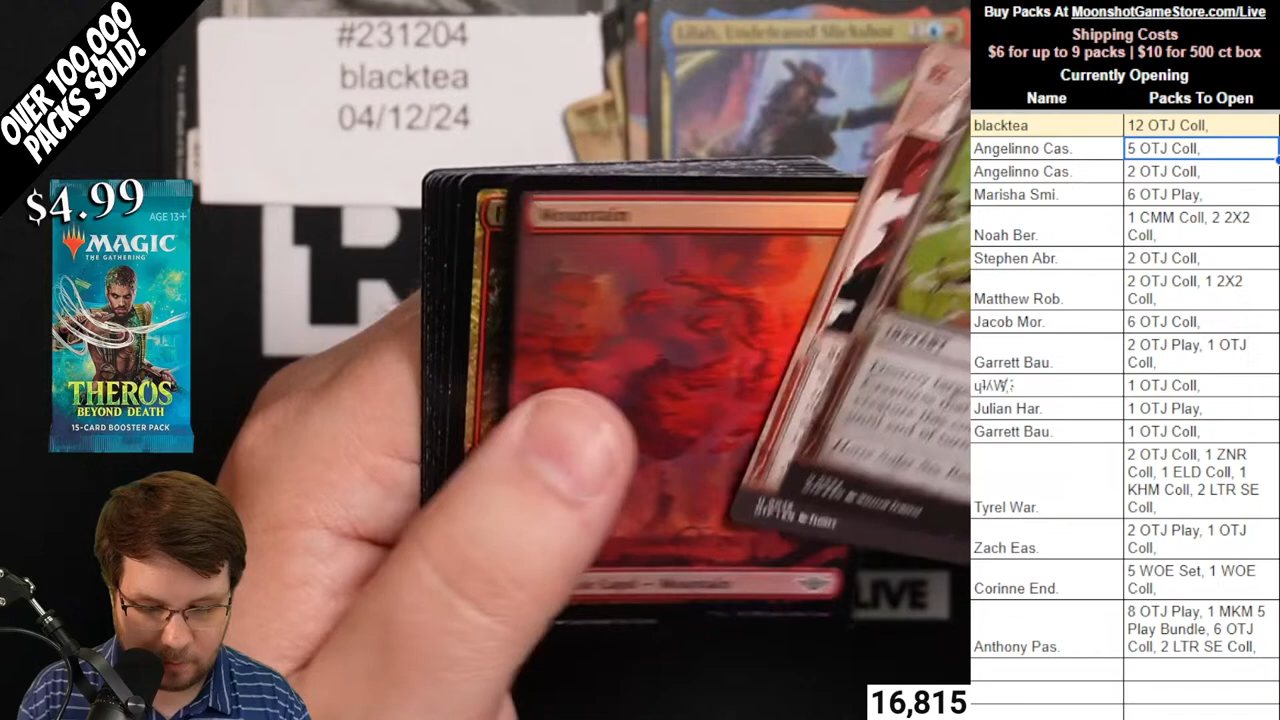 OVER 100,000
PACKS SOLD!
$4.99
AGE 13+
MAGIC
THE GATHERING
THEROS
BEYOND DEATH
15-CARD BOOSTER PACK
#231204
blacktea
04/12/24
Lilah, Undefeated Slickshot
Mountain
Land — Mountain
INSTANT
LIVE
16,815
Buy Packs At MoonshotGameStore.com/Live
Shipping Costs
$6 for up to 9 packs | $10 for 500 ct box
Currently Opening
Name Packs To Open
blacktea 12 OTJ Coll,
Angelinno Cas. 5 OTJ Coll,
Angelinno Cas. 2 OTJ Coll,
Marisha Smi. 6 OTJ Play,
1 CMM Coll, 2 2X2
Noah Ber. Coll,
Stephen Abr. 2 OTJ Coll,
2 OTJ Coll, 1 2X2
Matthew Rob. Coll,
Jacob Mor. 6 OTJ Coll,
2 OTJ Play, 1 OTJ
Garrett Bau. Coll,
1 OTJ Coll,
Julian Har. 1 OTJ Play,
Garrett Bau. 1 OTJ Coll,
2 OTJ Coll, 1 ZNR
Coll, 1 ELD Coll, 1
KHM Coll, 2 LTR SE
Tyrel War. Coll,
2 OTJ Play, 1 OTJ
Zach Eas. Coll,
5 WOE Set, 1 WOE
Corinne End. Coll,
8 OTJ Play, 1 MKM 5
Play Bundle, 6 OTJ
Anthony Pas. Coll, 2 LTR SE Coll,